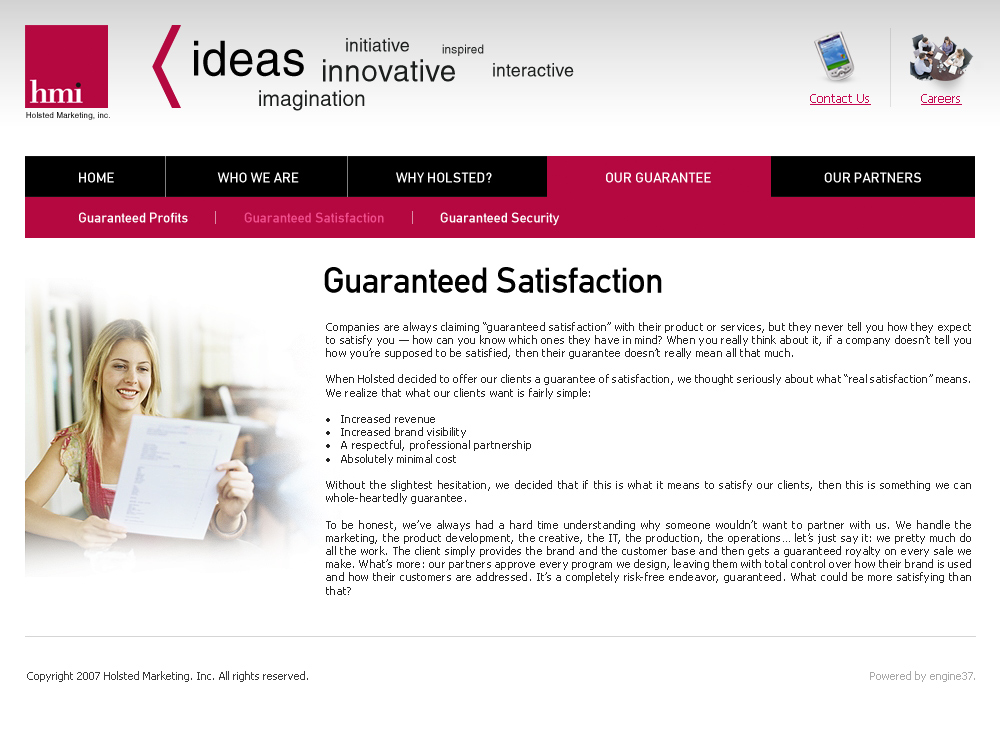 hmi
Holsted Marketing, inc.
ideas
initiative
inspired
innovative
interactive
imagination
Contact Us
Careers
HOME
WHO WE ARE
WHY HOLSTED?
OUR GUARANTEE
OUR PARTNERS
Guaranteed Profits
Guaranteed Satisfaction
Guaranteed Security
Guaranteed Satisfaction
Companies are always claiming “guaranteed satisfaction” with their product or services, but they never tell you how they expect
to satisfy you — how can you know which ones they have in mind? When you really think about it, if a company doesn’t tell you
how you’re supposed to be satisfied, then their guarantee doesn’t really mean all that much.
When Holsted decided to offer our clients a guarantee of satisfaction, we thought seriously about what “real satisfaction” means.
We realize that what our clients want is fairly simple:
• Increased revenue
• Increased brand visibility
• A respectful, professional partnership
• Absolutely minimal cost
Without the slightest hesitation, we decided that if this is what it means to satisfy our clients, then this is something we can
whole-heartedly guarantee.
To be honest, we’ve always had a hard time understanding why someone wouldn’t want to partner with us. We handle the
marketing, the product development, the creative, the IT, the production, the operations… let’s just say it: we pretty much do
all the work. The client simply provides the brand and the customer base and then gets a guaranteed royalty on every sale we
make. What’s more: our partners approve every program we design, leaving them with total control over how their brand is used
and how their customers are addressed. It’s a completely risk-free endeavor, guaranteed. What could be more satisfying than
that?
Copyright 2007 Holsted Marketing. Inc. All rights reserved.
Powered by engine37.